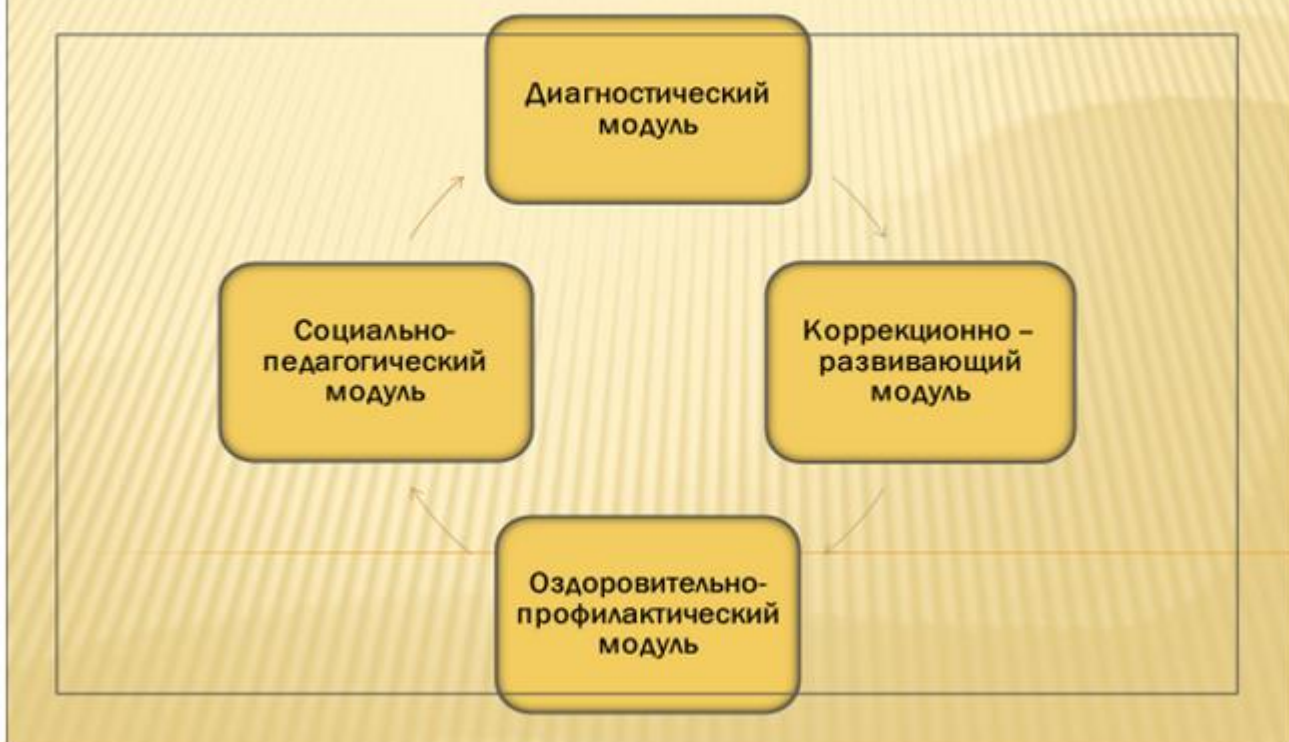 Диагностический
модуль
Социально-
педагогический
модуль
Коррекционно –
развивающий
модуль
Оздоровительно-
профилактический
модуль